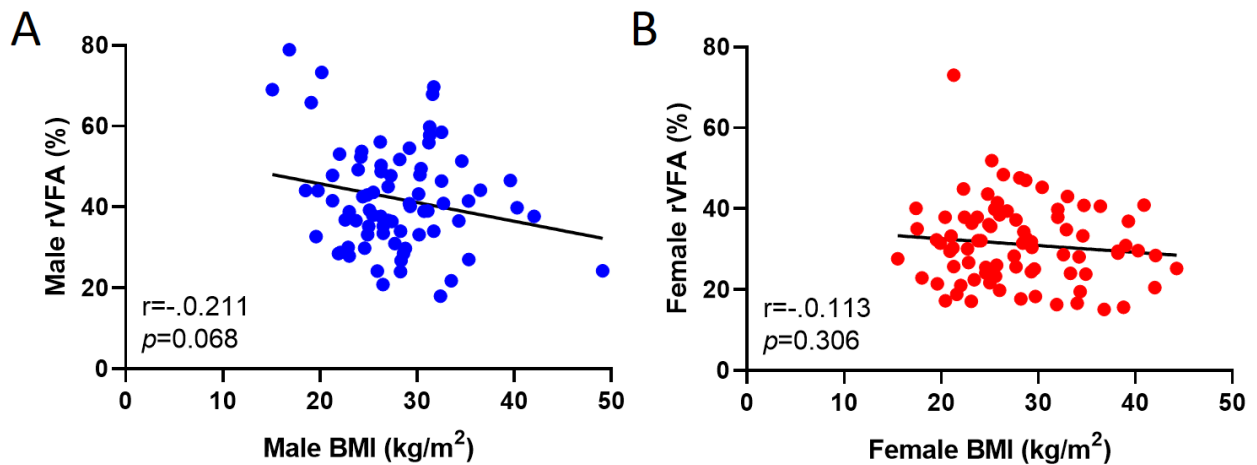 A
Male rVFA (%)
80
60
40
20
0
r=-.0.211
p=0.068
0 10 20 30 40 50
Male BMI (kg/m²)
B
Female rVFA (%)
80
60
40
20
0
r=-.0.113
p=0.306
0 10 20 30 40 50
Female BMI (kg/m²)